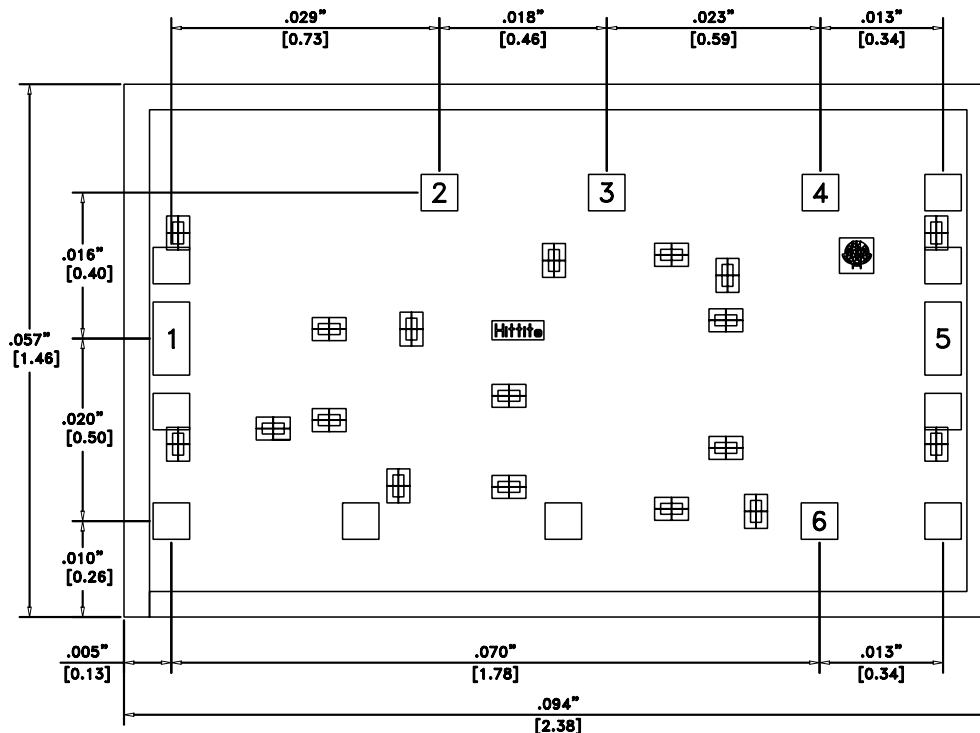 .029” .018” .023” .013”
[0.73] [0.46] [0.59] [0.34]
2 3 4
.016”
[0.40]
Hittite
.057”
[1.46]
1 5
.020”
[0.50]
6
.010”
[0.26]
.005” .070” .013”
[0.13] [1.78] [0.34]
.094”
[2.38]